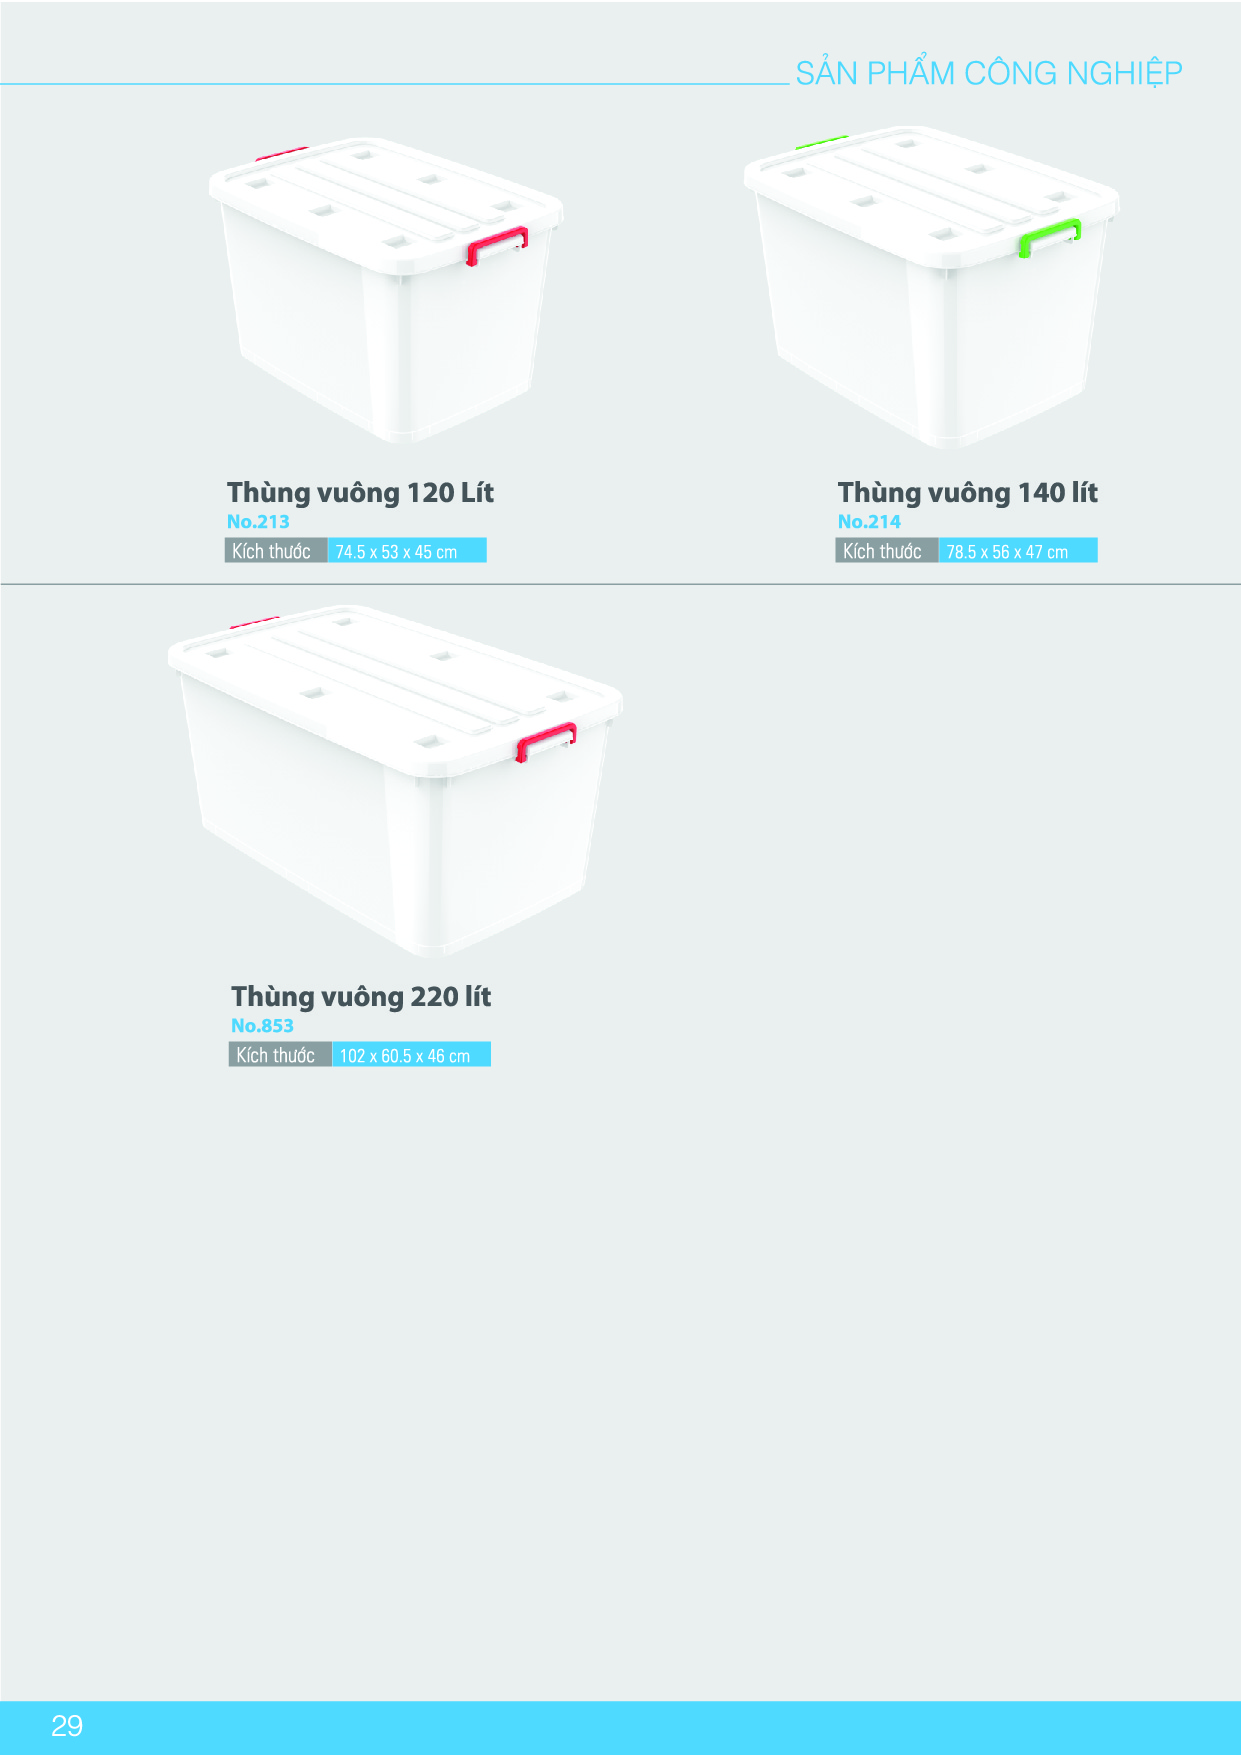 SẢN PHẨM CÔNG NGHIỆP
Thùng vuông 120 Lít
No.213
Kích thước 74.5 x 53 x 45 cm
Thùng vuông 140 lít
No.214
Kích thước 78.5 x 56 x 47 cm
Thùng vuông 220 lít
No.853
Kích thước 102 x 60.5 x 46 cm
29